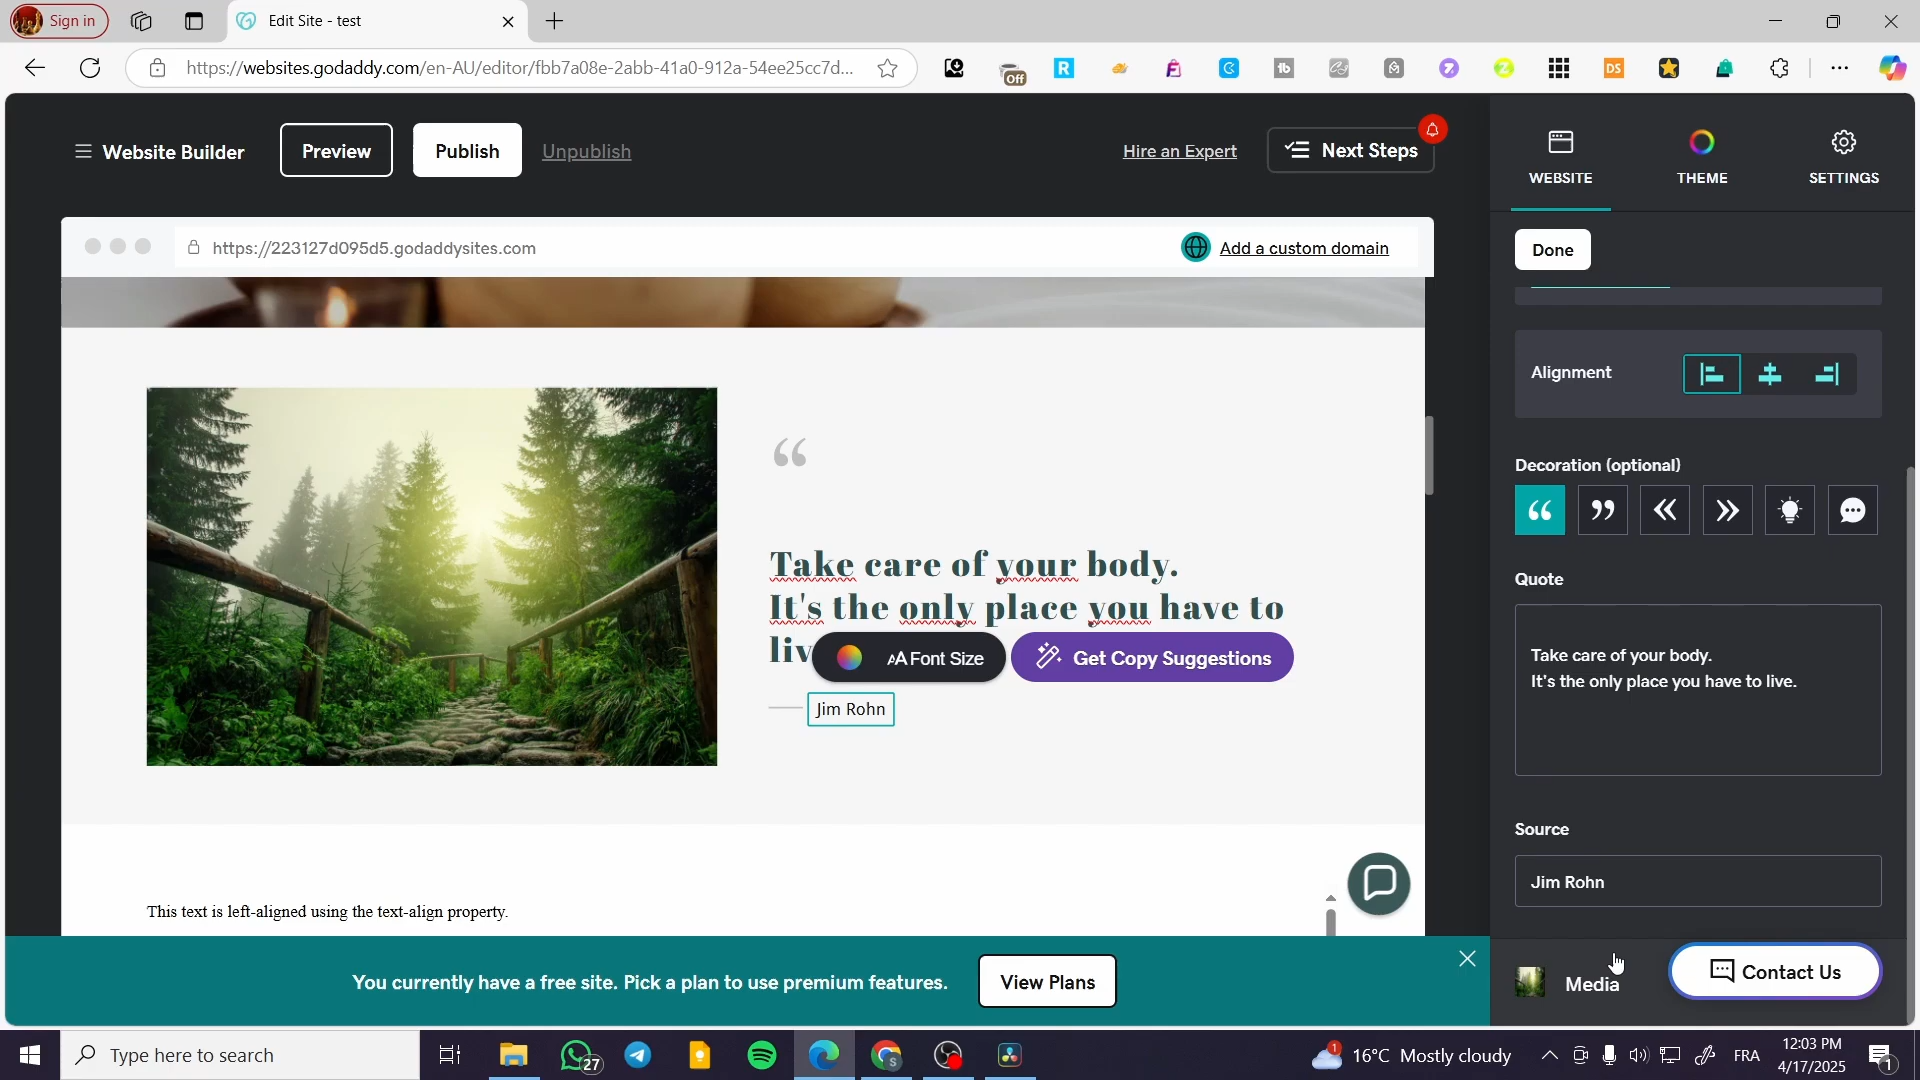 Sign in
Edit Site - test
https://websites.godaddy.com/en-AU/editor/fbb7a08e-2abb-41a0-912a-54ee25cc7d...
Off
R
tb
DS
Website Builder
Preview
Publish
Unpublish
Hire an Expert
Next Steps
WEBSITE
THEME
SETTINGS
https://223127d095d5.godaddysites.com
Add a custom domain
Done
Alignment
Decoration (optional)
Quote
Take care of your body.
It's the only place you have to live.
Source
Jim Rohn
Media
Contact Us
“
Take care of your body.
It's the only place you have to
liv
AA Font Size
Get Copy Suggestions
Jim Rohn
This text is left-aligned using the text-align property.
You currently have a free site. Pick a plan to use premium features.
View Plans
Type here to search
27
1
16°C Mostly cloudy
FRA
12:03 PM
4/17/2025
1